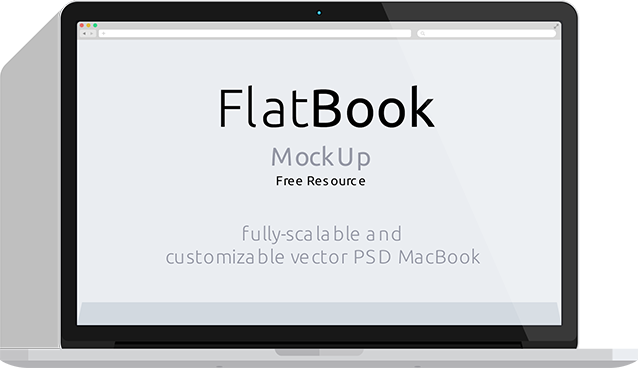 FlatBook
MockUp
Free Resource
fully-scalable and
customizable vector PSD MacBook